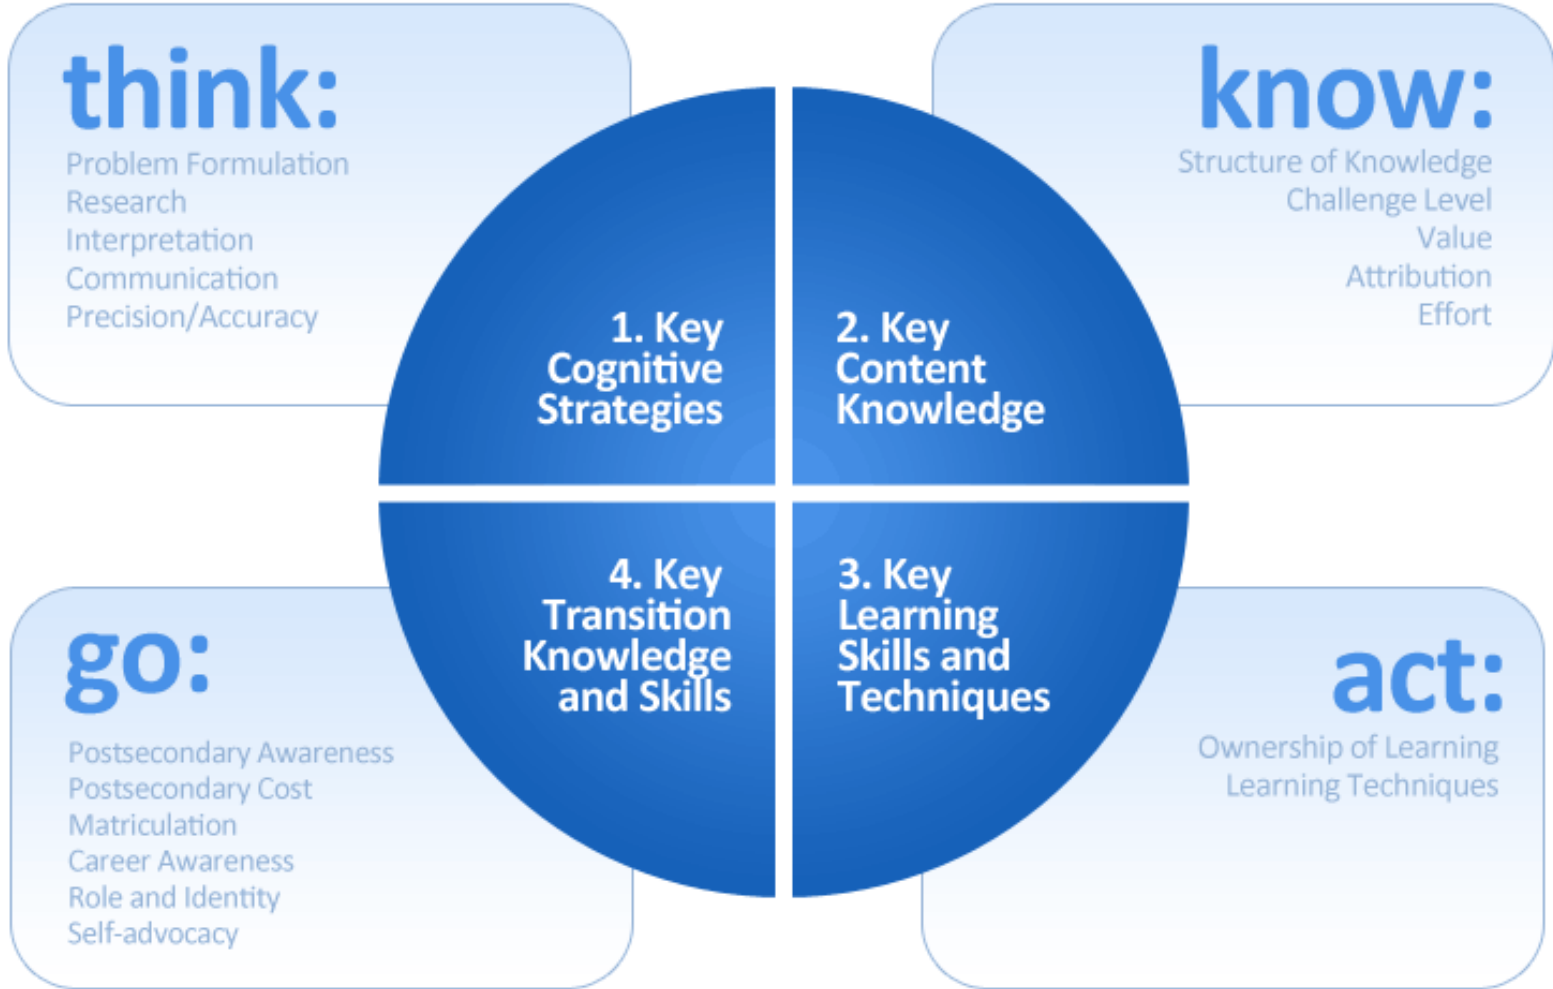 think:
Problem Formulation
Research
Interpretation
Communication
Precision/Accuracy
know:
Structure of Knowledge
Challenge Level
Value
Attribution
Effort
1. Key
Cognitive
Strategies
2. Key
Content
Knowledge
4. Key
Transition
Knowledge
and Skills
3. Key
Learning
Skills and
Techniques
go:
Postsecondary Awareness
Postsecondary Cost
Matriculation
Career Awareness
Role and Identity
Self-advocacy
act:
Ownership of Learning
Learning Techniques